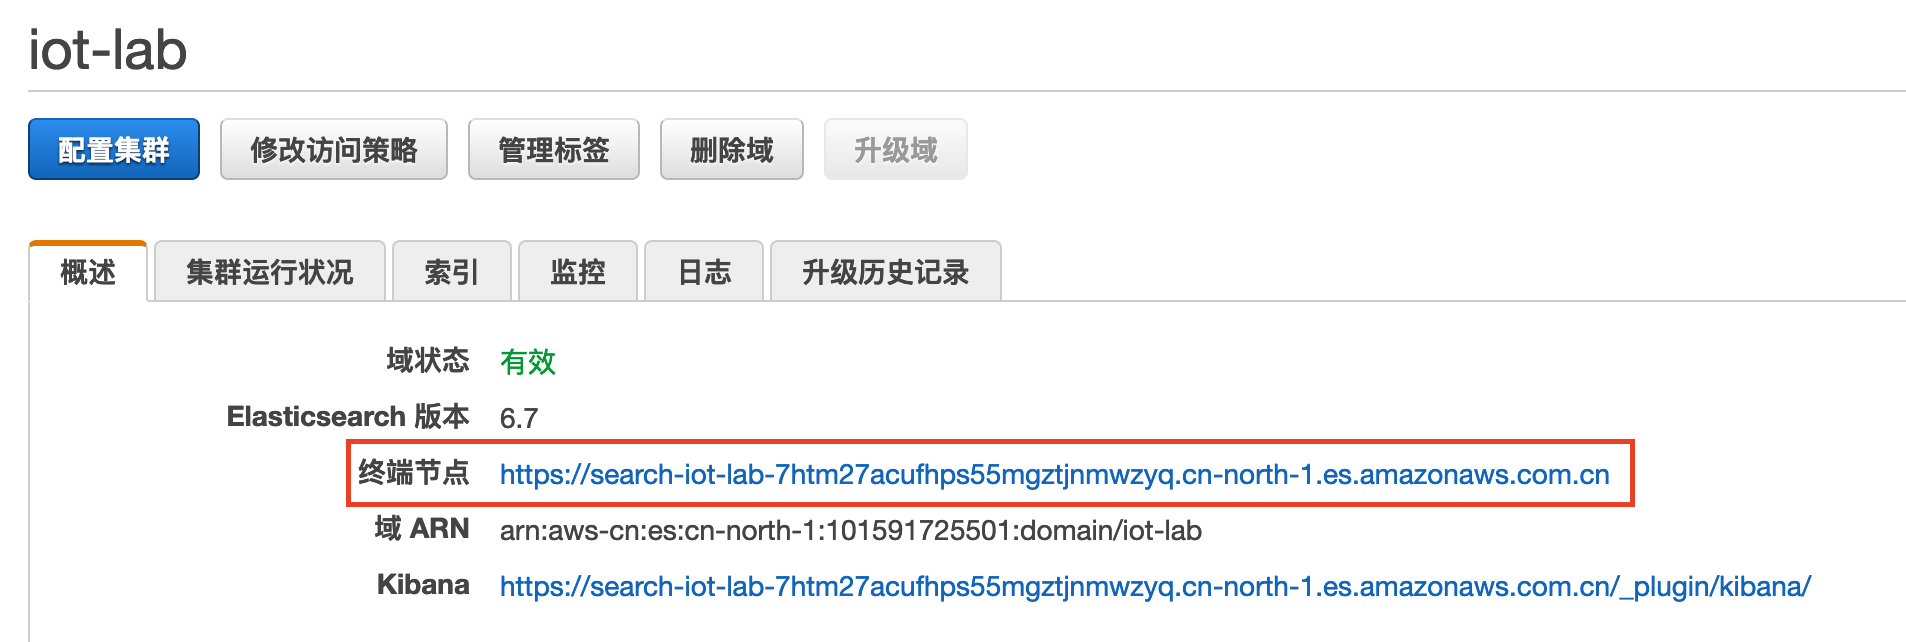 iot-lab
配置集群 修改访问策略 管理标签 删除域 升级域
概述 集群运行状况 索引 监控 日志 升级历史记录
域状态 有效
Elasticsearch 版本 6.7
终端节点 https://search-iot-lab-7htm27acufhps55mgztjnmwzyq.cn-north-1.es.amazonaws.com.cn
域 ARN arn:aws-cn:es:cn-north-1:101591725501:domain/iot-lab
Kibana https://search-iot-lab-7htm27acufhps55mgztjnmwzyq.cn-north-1.es.amazonaws.com.cn/_plugin/kibana/